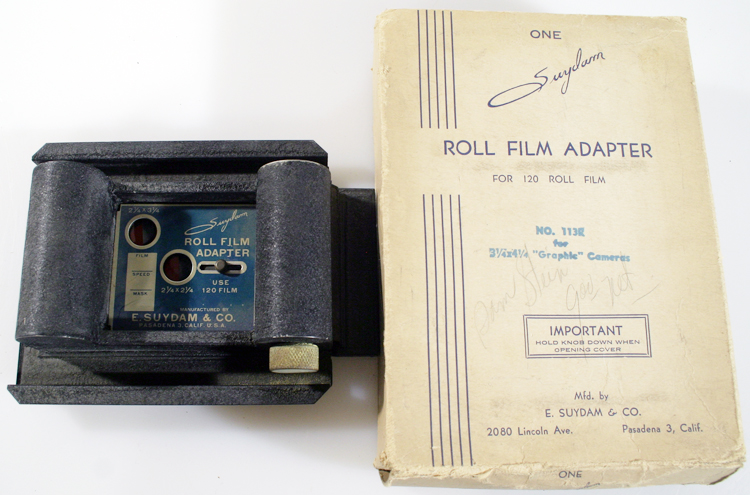 2¼ X 3¼
Suydam
ROLL FILM
ADAPTER
FILM
SPEED
MASK
2¼ X 2¼
USE
120 FILM
MANUFACTURED BY
E. SUYDAM & CO.
PASADENA 3, CALIF. U.S.A.
ONE
Suydam
ROLL FILM ADAPTER
FOR 120 ROLL FILM
NO. 113E
for
3¼x4¼ "Graphic" Cameras
IMPORTANT
HOLD KNOB DOWN WHEN
OPENING COVER
Mfd. by
E. SUYDAM & CO.
2080 Lincoln Ave. Pasadena 3, Calif.
ONE